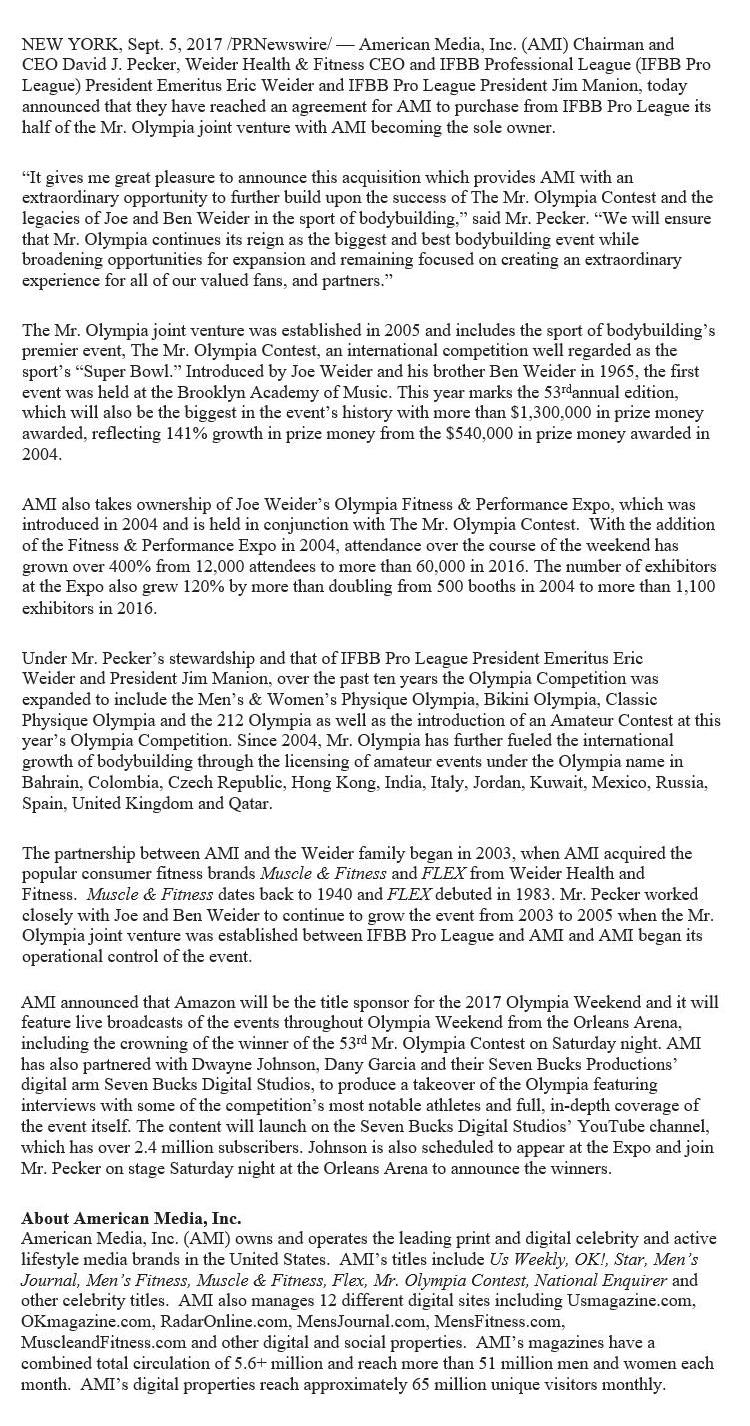 NEW YORK, Sept. 5, 2017 /PRNewswire/ — American Media, Inc. (AMI) Chairman and
CEO David J. Pecker, Weider Health & Fitness CEO and IFBB Professional League (IFBB Pro
League) President Emeritus Eric Weider and IFBB Pro League President Jim Manion, today
announced that they have reached an agreement for AMI to purchase from IFBB Pro League its
half of the Mr. Olympia joint venture with AMI becoming the sole owner.
“It gives me great pleasure to announce this acquisition which provides AMI with an
extraordinary opportunity to further build upon the success of The Mr. Olympia Contest and the
legacies of Joe and Ben Weider in the sport of bodybuilding,” said Mr. Pecker. “We will ensure
that Mr. Olympia continues its reign as the biggest and best bodybuilding event while
broadening opportunities for expansion and remaining focused on creating an extraordinary
experience for all of our valued fans, and partners.”
The Mr. Olympia joint venture was established in 2005 and includes the sport of bodybuilding’s
premier event, The Mr. Olympia Contest, an international competition well regarded as the
sport’s “Super Bowl.” Introduced by Joe Weider and his brother Ben Weider in 1965, the first
event was held at the Brooklyn Academy of Music. This year marks the 53rdannual edition,
which will also be the biggest in the event’s history with more than $1,300,000 in prize money
awarded, reflecting 141% growth in prize money from the $540,000 in prize money awarded in
2004.
AMI also takes ownership of Joe Weider’s Olympia Fitness & Performance Expo, which was
introduced in 2004 and is held in conjunction with The Mr. Olympia Contest.  With the addition
of the Fitness & Performance Expo in 2004, attendance over the course of the weekend has
grown over 400% from 12,000 attendees to more than 60,000 in 2016. The number of exhibitors
at the Expo also grew 120% by more than doubling from 500 booths in 2004 to more than 1,100
exhibitors in 2016.
Under Mr. Pecker’s stewardship and that of IFBB Pro League President Emeritus Eric
Weider and President Jim Manion, over the past ten years the Olympia Competition was
expanded to include the Men’s & Women’s Physique Olympia, Bikini Olympia, Classic
Physique Olympia and the 212 Olympia as well as the introduction of an Amateur Contest at this
year’s Olympia Competition. Since 2004, Mr. Olympia has further fueled the international
growth of bodybuilding through the licensing of amateur events under the Olympia name in
Bahrain, Colombia, Czech Republic, Hong Kong, India, Italy, Jordan, Kuwait, Mexico, Russia,
Spain, United Kingdom and Qatar.
The partnership between AMI and the Weider family began in 2003, when AMI acquired the
popular consumer fitness brands Muscle & Fitness and FLEX from Weider Health and
Fitness.  Muscle & Fitness dates back to 1940 and FLEX debuted in 1983. Mr. Pecker worked
closely with Joe and Ben Weider to continue to grow the event from 2003 to 2005 when the Mr.
Olympia joint venture was established between IFBB Pro League and AMI and AMI began its
operational control of the event.
AMI announced that Amazon will be the title sponsor for the 2017 Olympia Weekend and it will
feature live broadcasts of the events throughout Olympia Weekend from the Orleans Arena,
including the crowning of the winner of the 53rd Mr. Olympia Contest on Saturday night. AMI
has also partnered with Dwayne Johnson, Dany Garcia and their Seven Bucks Productions’
digital arm Seven Bucks Digital Studios, to produce a takeover of the Olympia featuring
interviews with some of the competition’s most notable athletes and full, in-depth coverage of
the event itself. The content will launch on the Seven Bucks Digital Studios’ YouTube channel,
which has over 2.4 million subscribers. Johnson is also scheduled to appear at the Expo and join
Mr. Pecker on stage Saturday night at the Orleans Arena to announce the winners.
About American Media, Inc.
American Media, Inc. (AMI) owns and operates the leading print and digital celebrity and active
lifestyle media brands in the United States.  AMI’s titles include Us Weekly, OK!, Star, Men’s
Journal, Men’s Fitness, Muscle & Fitness, Flex, Mr. Olympia Contest, National Enquirer and
other celebrity titles.  AMI also manages 12 different digital sites including Usmagazine.com,
OKmagazine.com, RadarOnline.com, MensJournal.com, MensFitness.com,
MuscleandFitness.com and other digital and social properties.  AMI’s magazines have a
combined total circulation of 5.6+ million and reach more than 51 million men and women each
month.  AMI’s digital properties reach approximately 65 million unique visitors monthly.